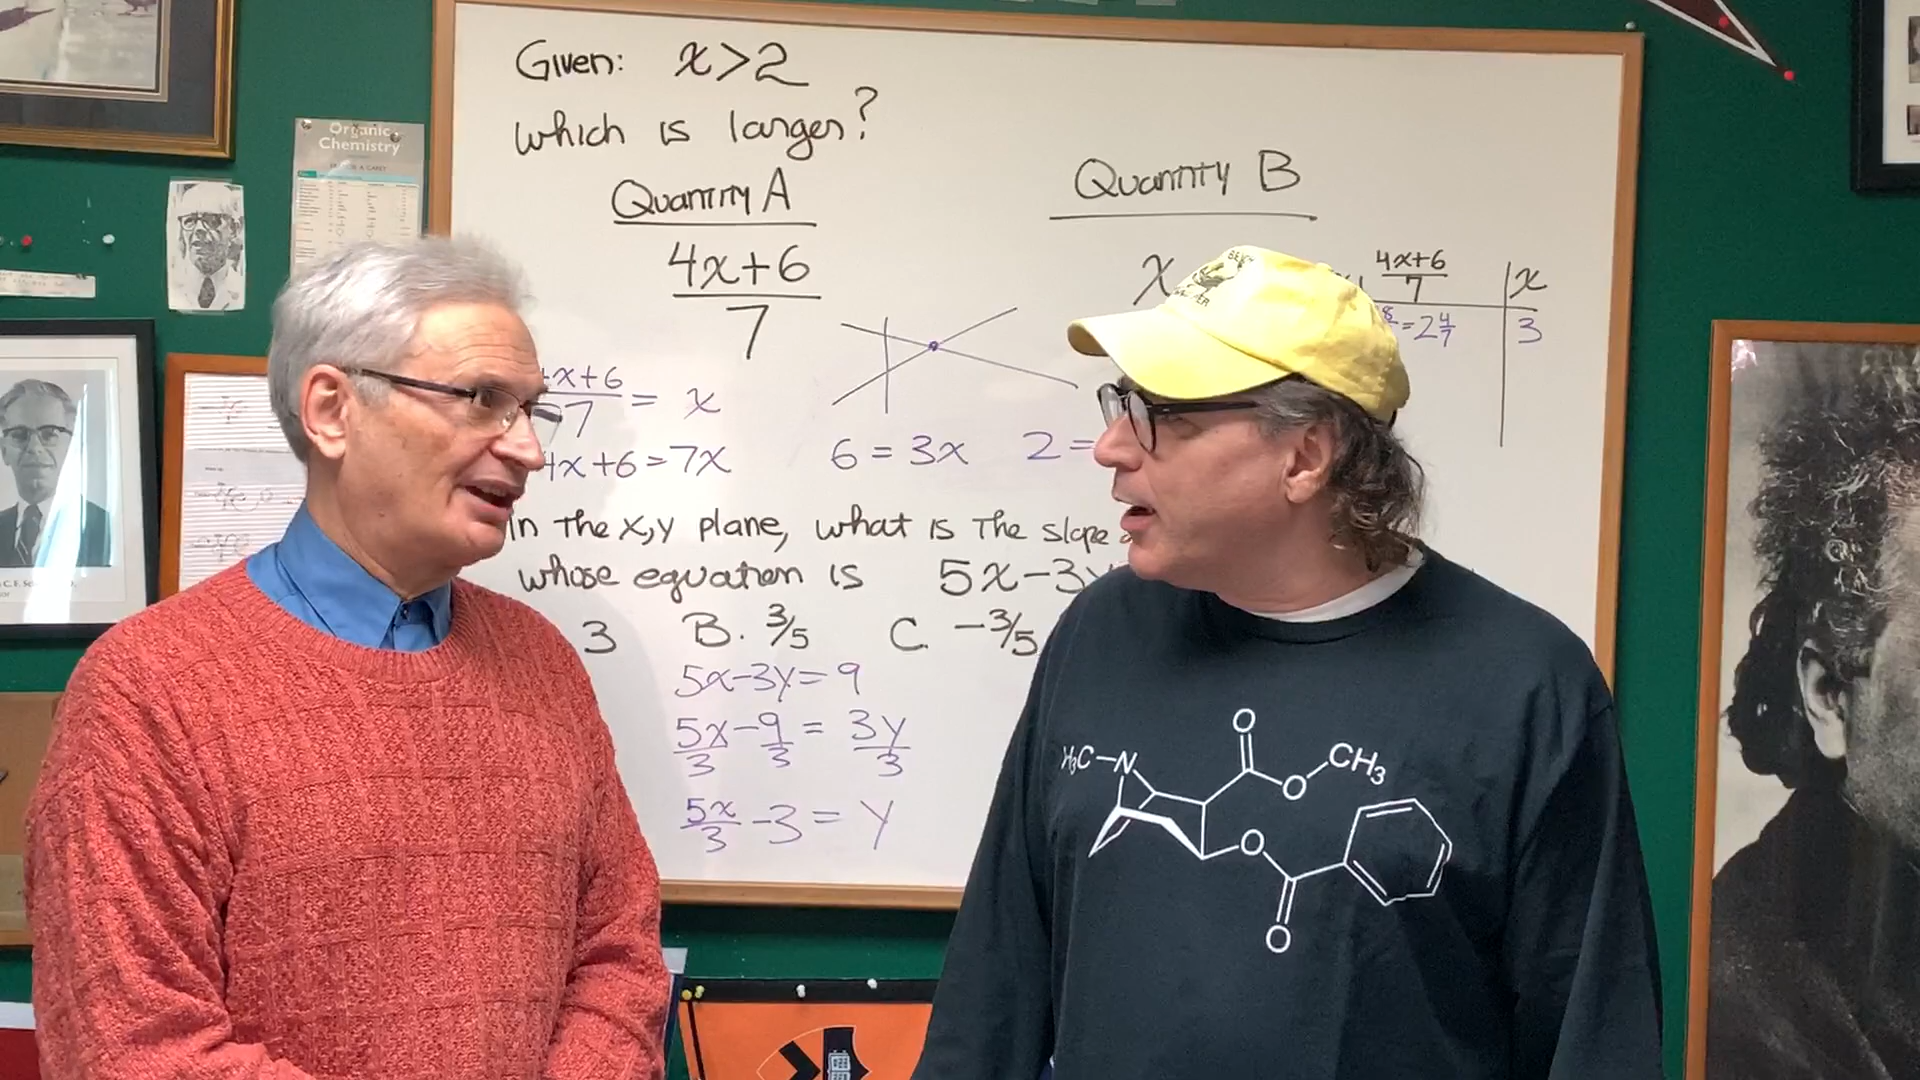 Given: x>2
which is larger?
Quantity A
Quantity B
4x+6
7
x
4x+6
7
x
=2 4/7
3
x+6
7
= x
4x+6=7x
6=3x 2=
In the x,y plane, what is the slope
whose equation is 5x-3y
3 B. 3/5 C. -3/5
5x-3y=9
5x/3-9/3=3y/3
5x/3-3=y
Organic
Chemistry
H₃C-N
O
O
CH₃
O
O